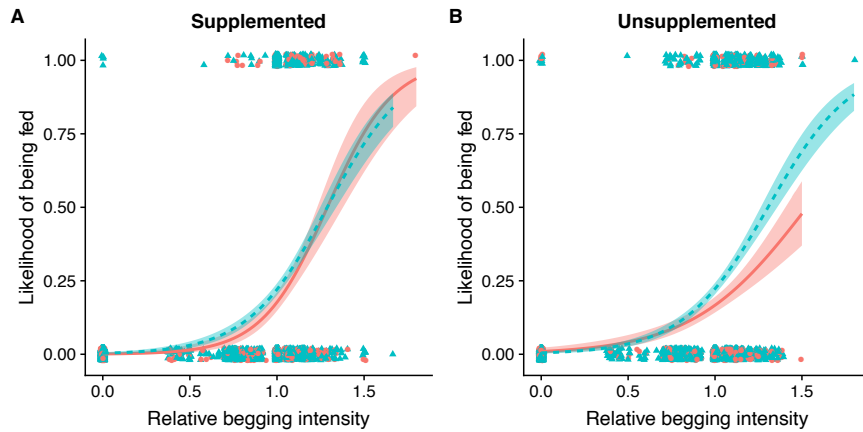 A
Supplemented
Likelihood of being fed
1.00
0.75
0.50
0.25
0.00
0.0
0.5
1.0
1.5
Relative begging intensity
B
Unsupplemented
Likelihood of being fed
1.00
0.75
0.50
0.25
0.00
0.0
0.5
1.0
1.5
Relative begging intensity